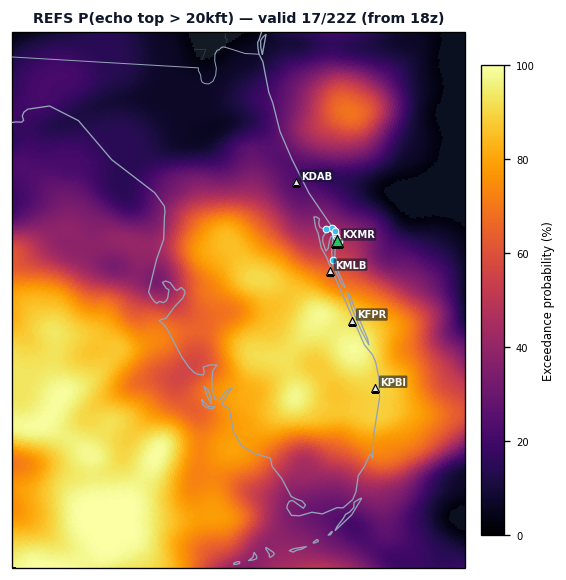 REFS P(echo top > 20kft) — valid 17/22Z (from 18z)
KDAB
KXMR
KMLB
KFPR
KPBI
100
80
60
40
20
0
Exceedance probability (%)